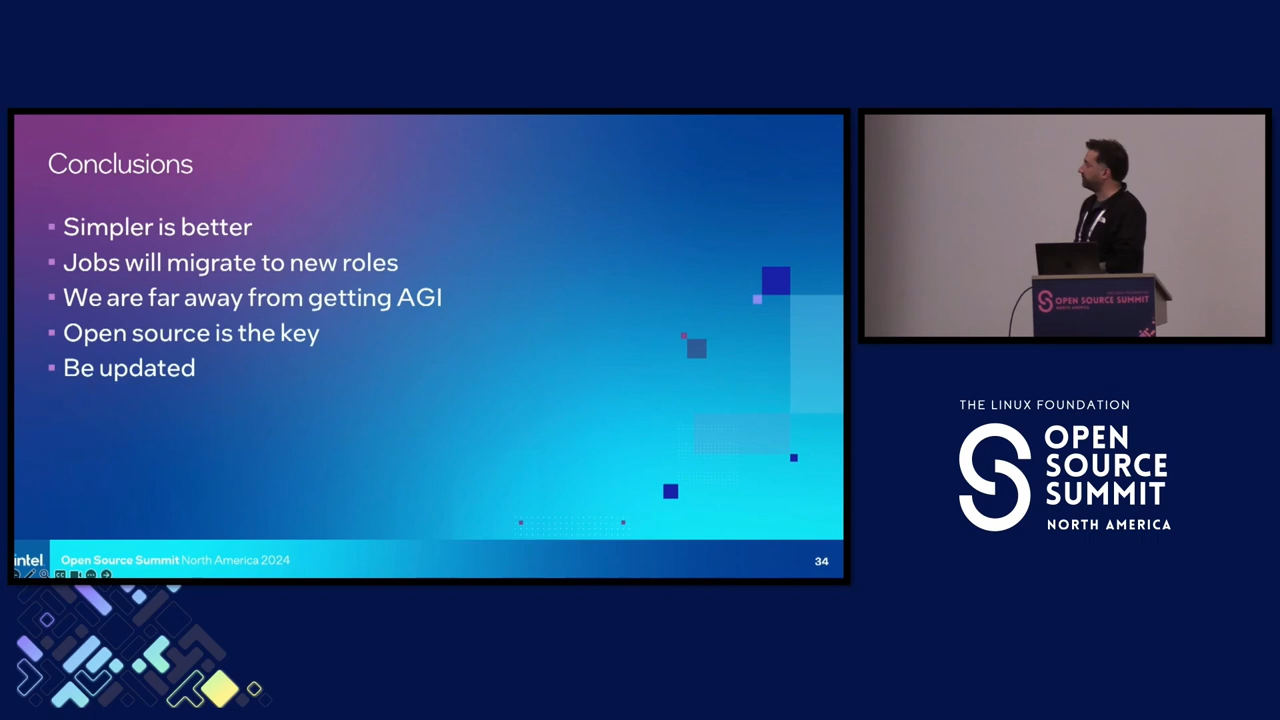 Conclusions
Simpler is better
Jobs will migrate to new roles
We are far away from getting AGI
Open source is the key
Be updated
intel
Open Source Summit North America 2024
34
OPEN SOURCE SUMMIT
NORTH AMERICA
THE LINUX FOUNDATION
OPEN
SOURCE
SUMMIT
NORTH AMERICA